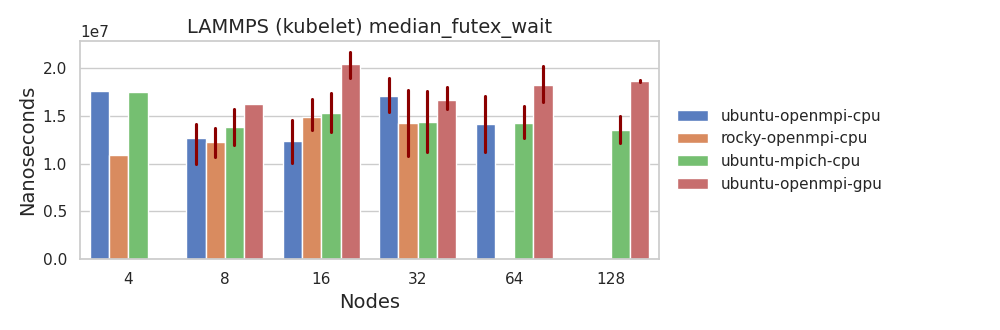 LAMMPS (kubelet) median_futex_wait
1e7
2.0
1.5
1.0
0.5
0.0
Nanoseconds
4 8 16 32 64 128
Nodes
ubuntu-openmpi-cpu
rocky-openmpi-cpu
ubuntu-mpich-cpu
ubuntu-openmpi-gpu